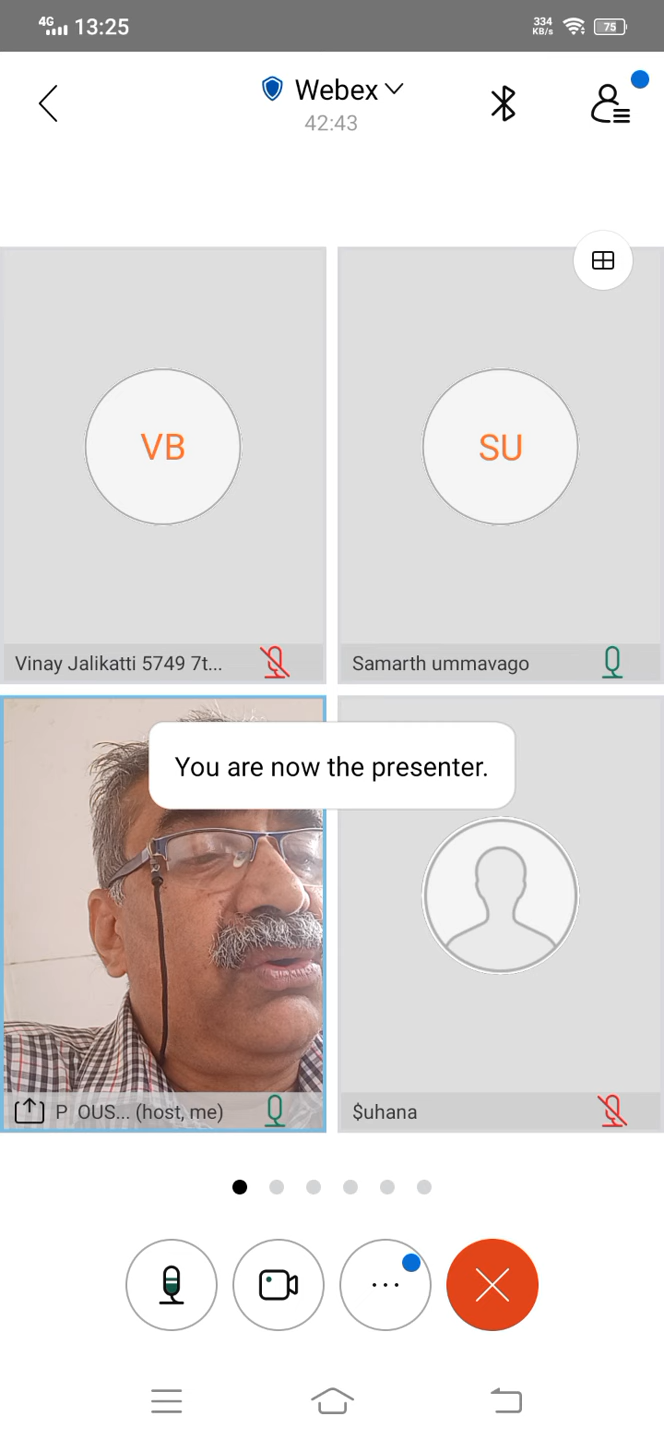 4G 13:25 334 KB/s 75
Webex
42:43
VB SU
Vinay Jalikatti 5749 7t... Samarth ummavago
You are now the presenter.
P OUS... (host, me) $uhana